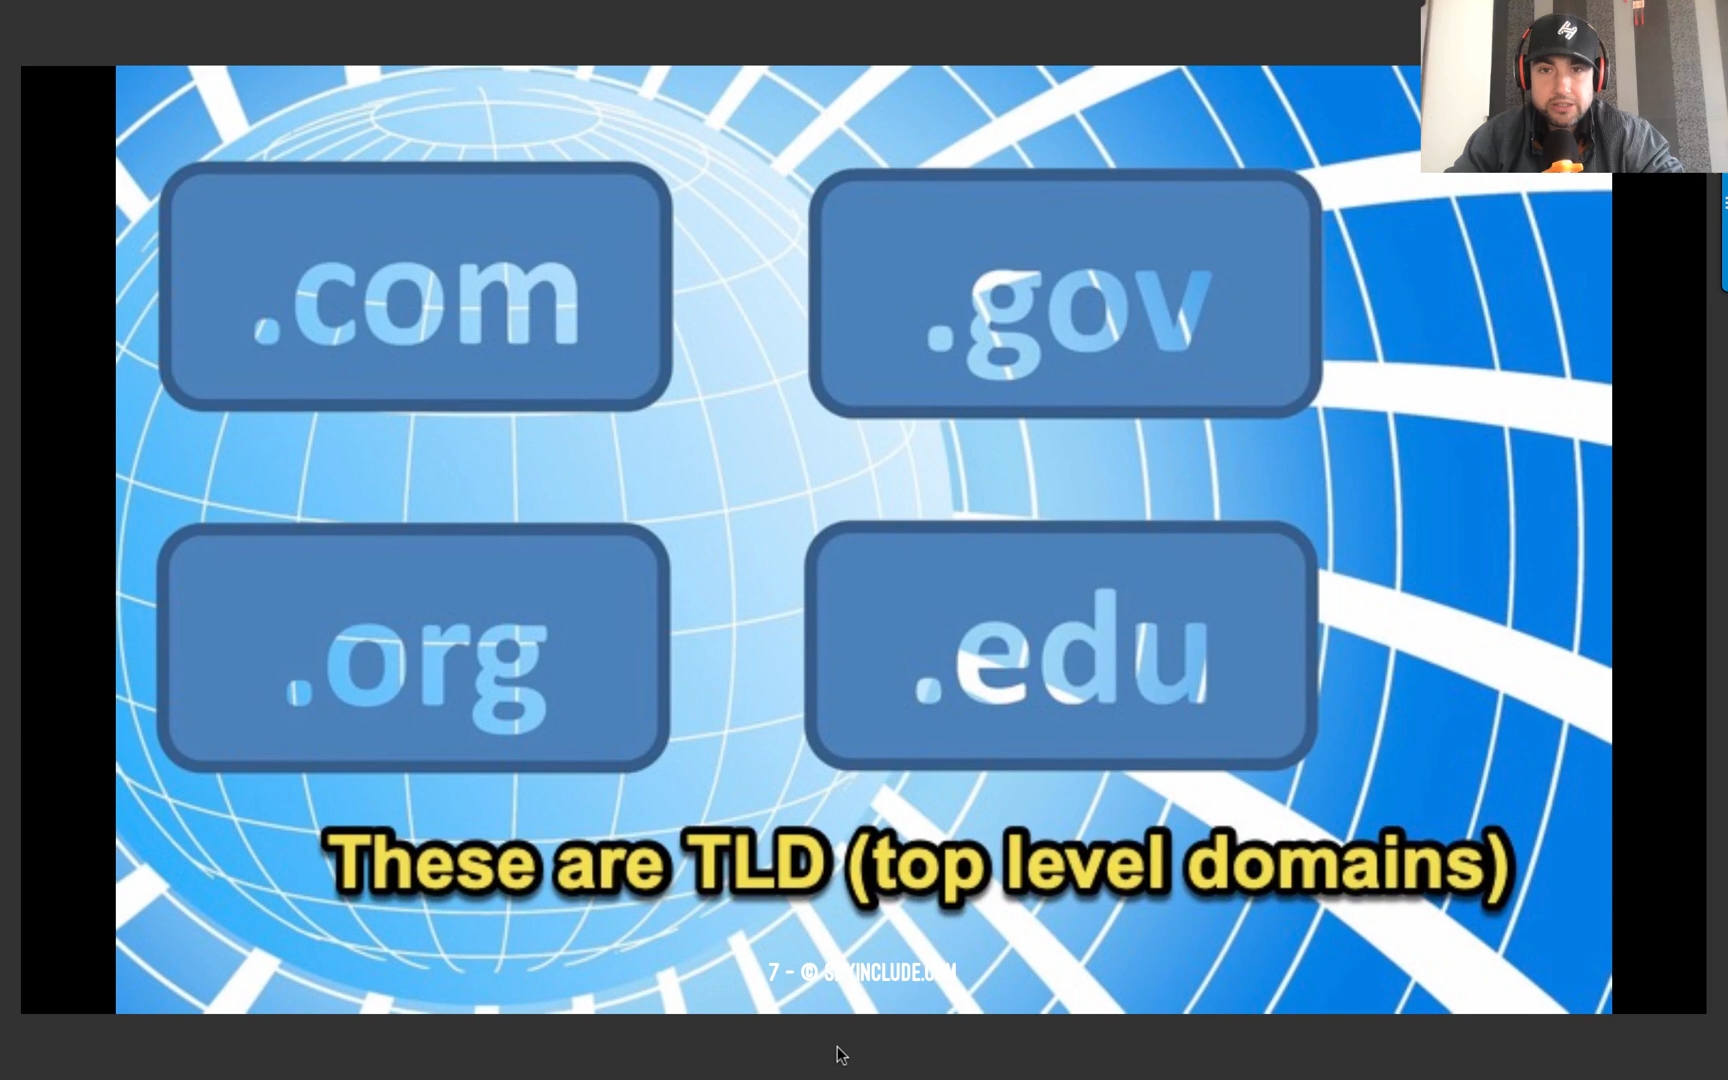 .com
.gov
.org
.edu
These are TLD (top level domains)
7 - ©